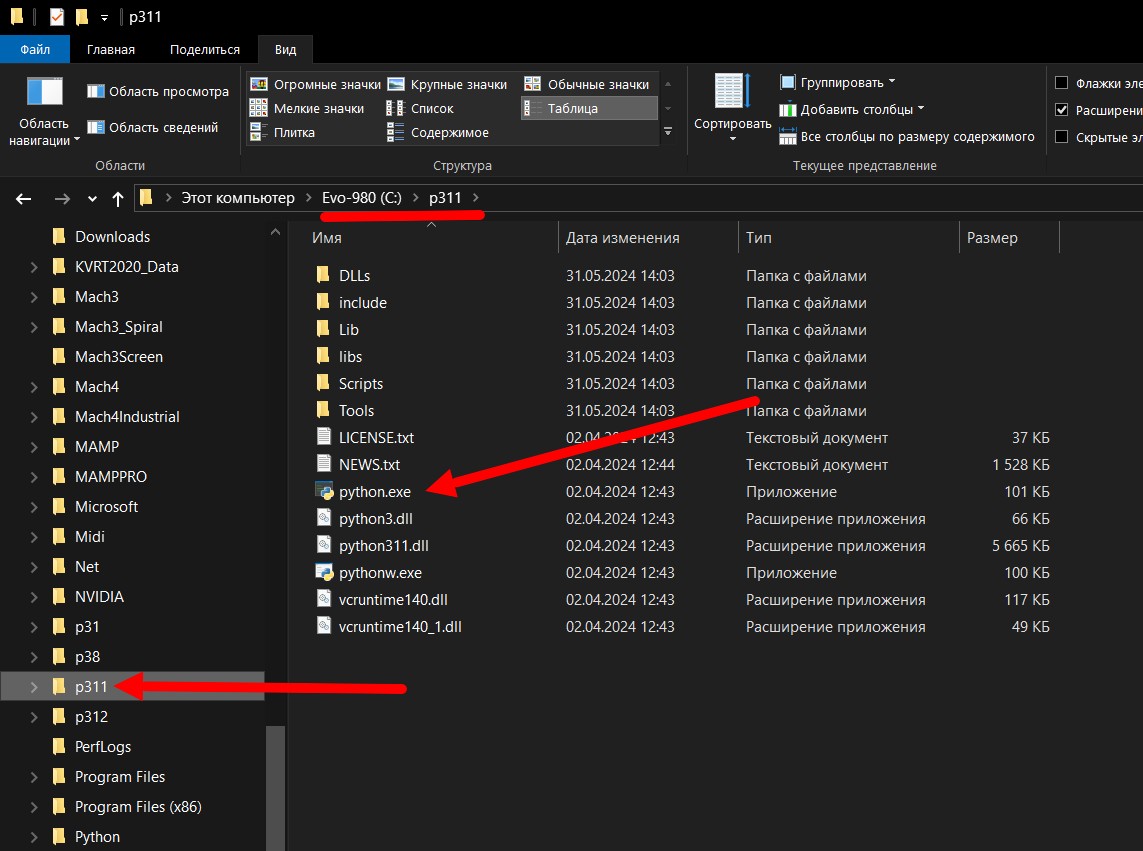 p311
Файл Главная Поделиться Вид
Область навигации
Область просмотра
Область сведений
Области
Огромные значки Крупные значки Обычные значки
Мелкие значки Список Таблица
Плитка Содержимое
Структура
Сортировать
Группировать
Добавить столбцы
Все столбцы по размеру содержимого
Текущее представление
Флажки эле
Расширени
Скрытые эл
Этот компьютер Evo-980 (C:) p311
Downloads
KVRT2020_Data
Mach3
Mach3_Spiral
Mach3Screen
Mach4
Mach4Industrial
MAMP
MAMPPRO
Microsoft
Midi
Net
NVIDIA
p31
p38
p311
p312
PerfLogs
Program Files
Program Files (x86)
Python
Имя Дата изменения Тип Размер
DLLs 31.05.2024 14:03 Папка с файлами
include 31.05.2024 14:03 Папка с файлами
Lib 31.05.2024 14:03 Папка с файлами
libs 31.05.2024 14:03 Папка с файлами
Scripts 31.05.2024 14:03 Папка с файлами
Tools 31.05.2024 14:03 Папка с файлами
LICENSE.txt 02.04.2024 12:43 Текстовый документ 37 КБ
NEWS.txt 02.04.2024 12:44 Текстовый документ 1 528 КБ
python.exe 02.04.2024 12:43 Приложение 101 КБ
python3.dll 02.04.2024 12:43 Расширение приложения 66 КБ
python311.dll 02.04.2024 12:43 Расширение приложения 5 665 КБ
pythonw.exe 02.04.2024 12:43 Приложение 100 КБ
vcruntime140.dll 02.04.2024 12:43 Расширение приложения 117 КБ
vcruntime140_1.dll 02.04.2024 12:43 Расширение приложения 49 КБ